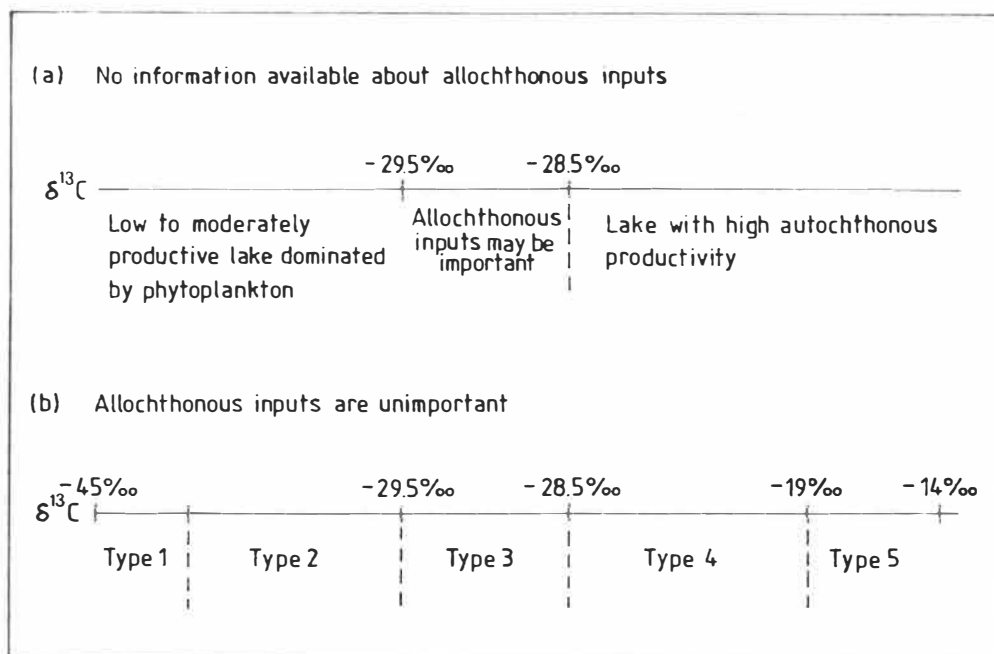 (a) No information available about allochthonous inputs
-29.5‰ -28.5‰
δ¹³C
Low to moderately
productive lake dominated
by phytoplankton
Allochthonous
inputs may be
important
Lake with high autochthonous
productivity
(b) Allochthonous inputs are unimportant
-45‰ -29.5‰ -28.5‰ -19‰ -14‰
δ¹³C
Type 1 Type 2 Type 3 Type 4 Type 5